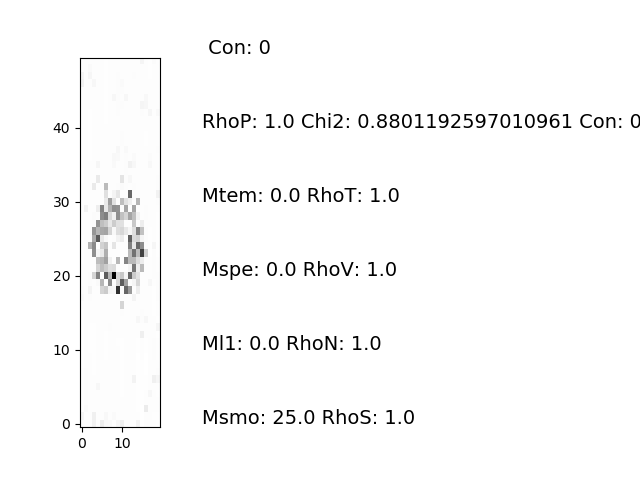 Con: 0
RhoP: 1.0 Chi2: 0.8801192597010961 Con: 0
Mtem: 0.0 RhoT: 1.0
Mspe: 0.0 RhoV: 1.0
Ml1: 0.0 RhoN: 1.0
Msmo: 25.0 RhoS: 1.0
40
30
20
10
0
0 10